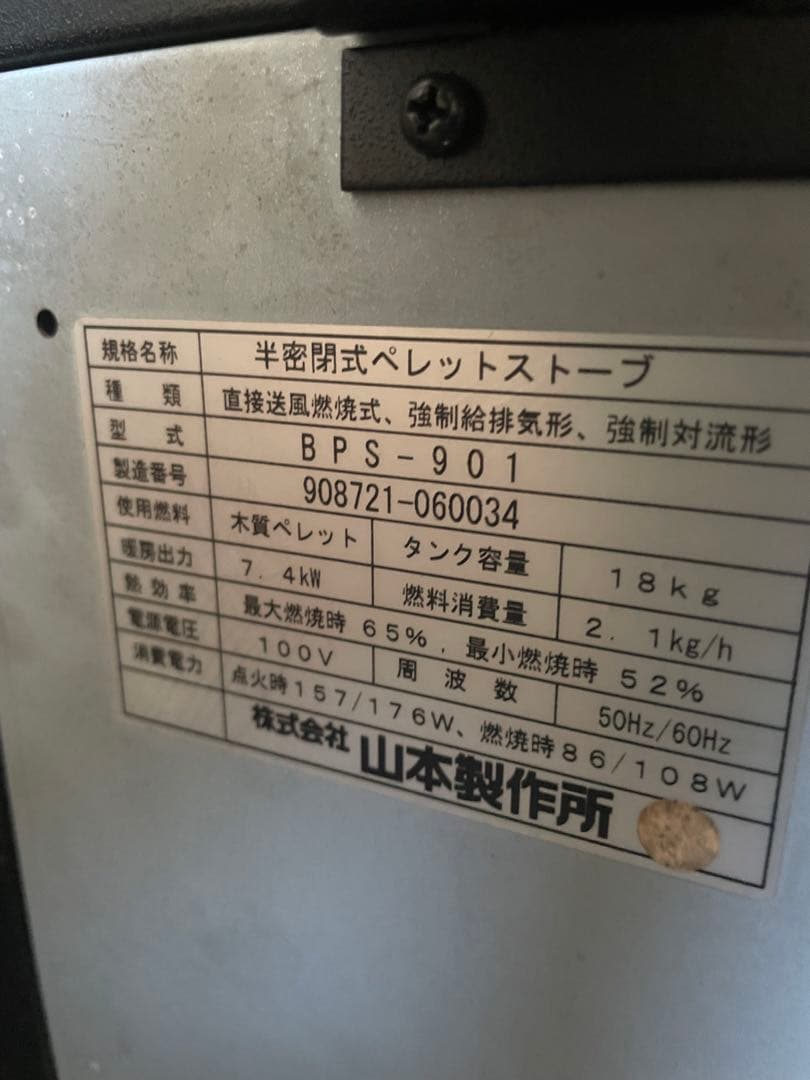 規格名称 半密閉式ペレットストーブ
種類 直接送風燃焼式、強制給排気形、強制対流形
型式 BPS-901
製造番号 908721-060034
使用燃料 木質ペレット タンク容量 18kg
暖房出力 7.4kW 燃料消費量 2.1kg/h
熱効率 最大燃焼時 65%, 最小燃焼時 52%
電源電圧 100V 周波数 50Hz/60Hz
消費電力 点火時157/176W、燃焼時86/108W
株式会社 山本製作所